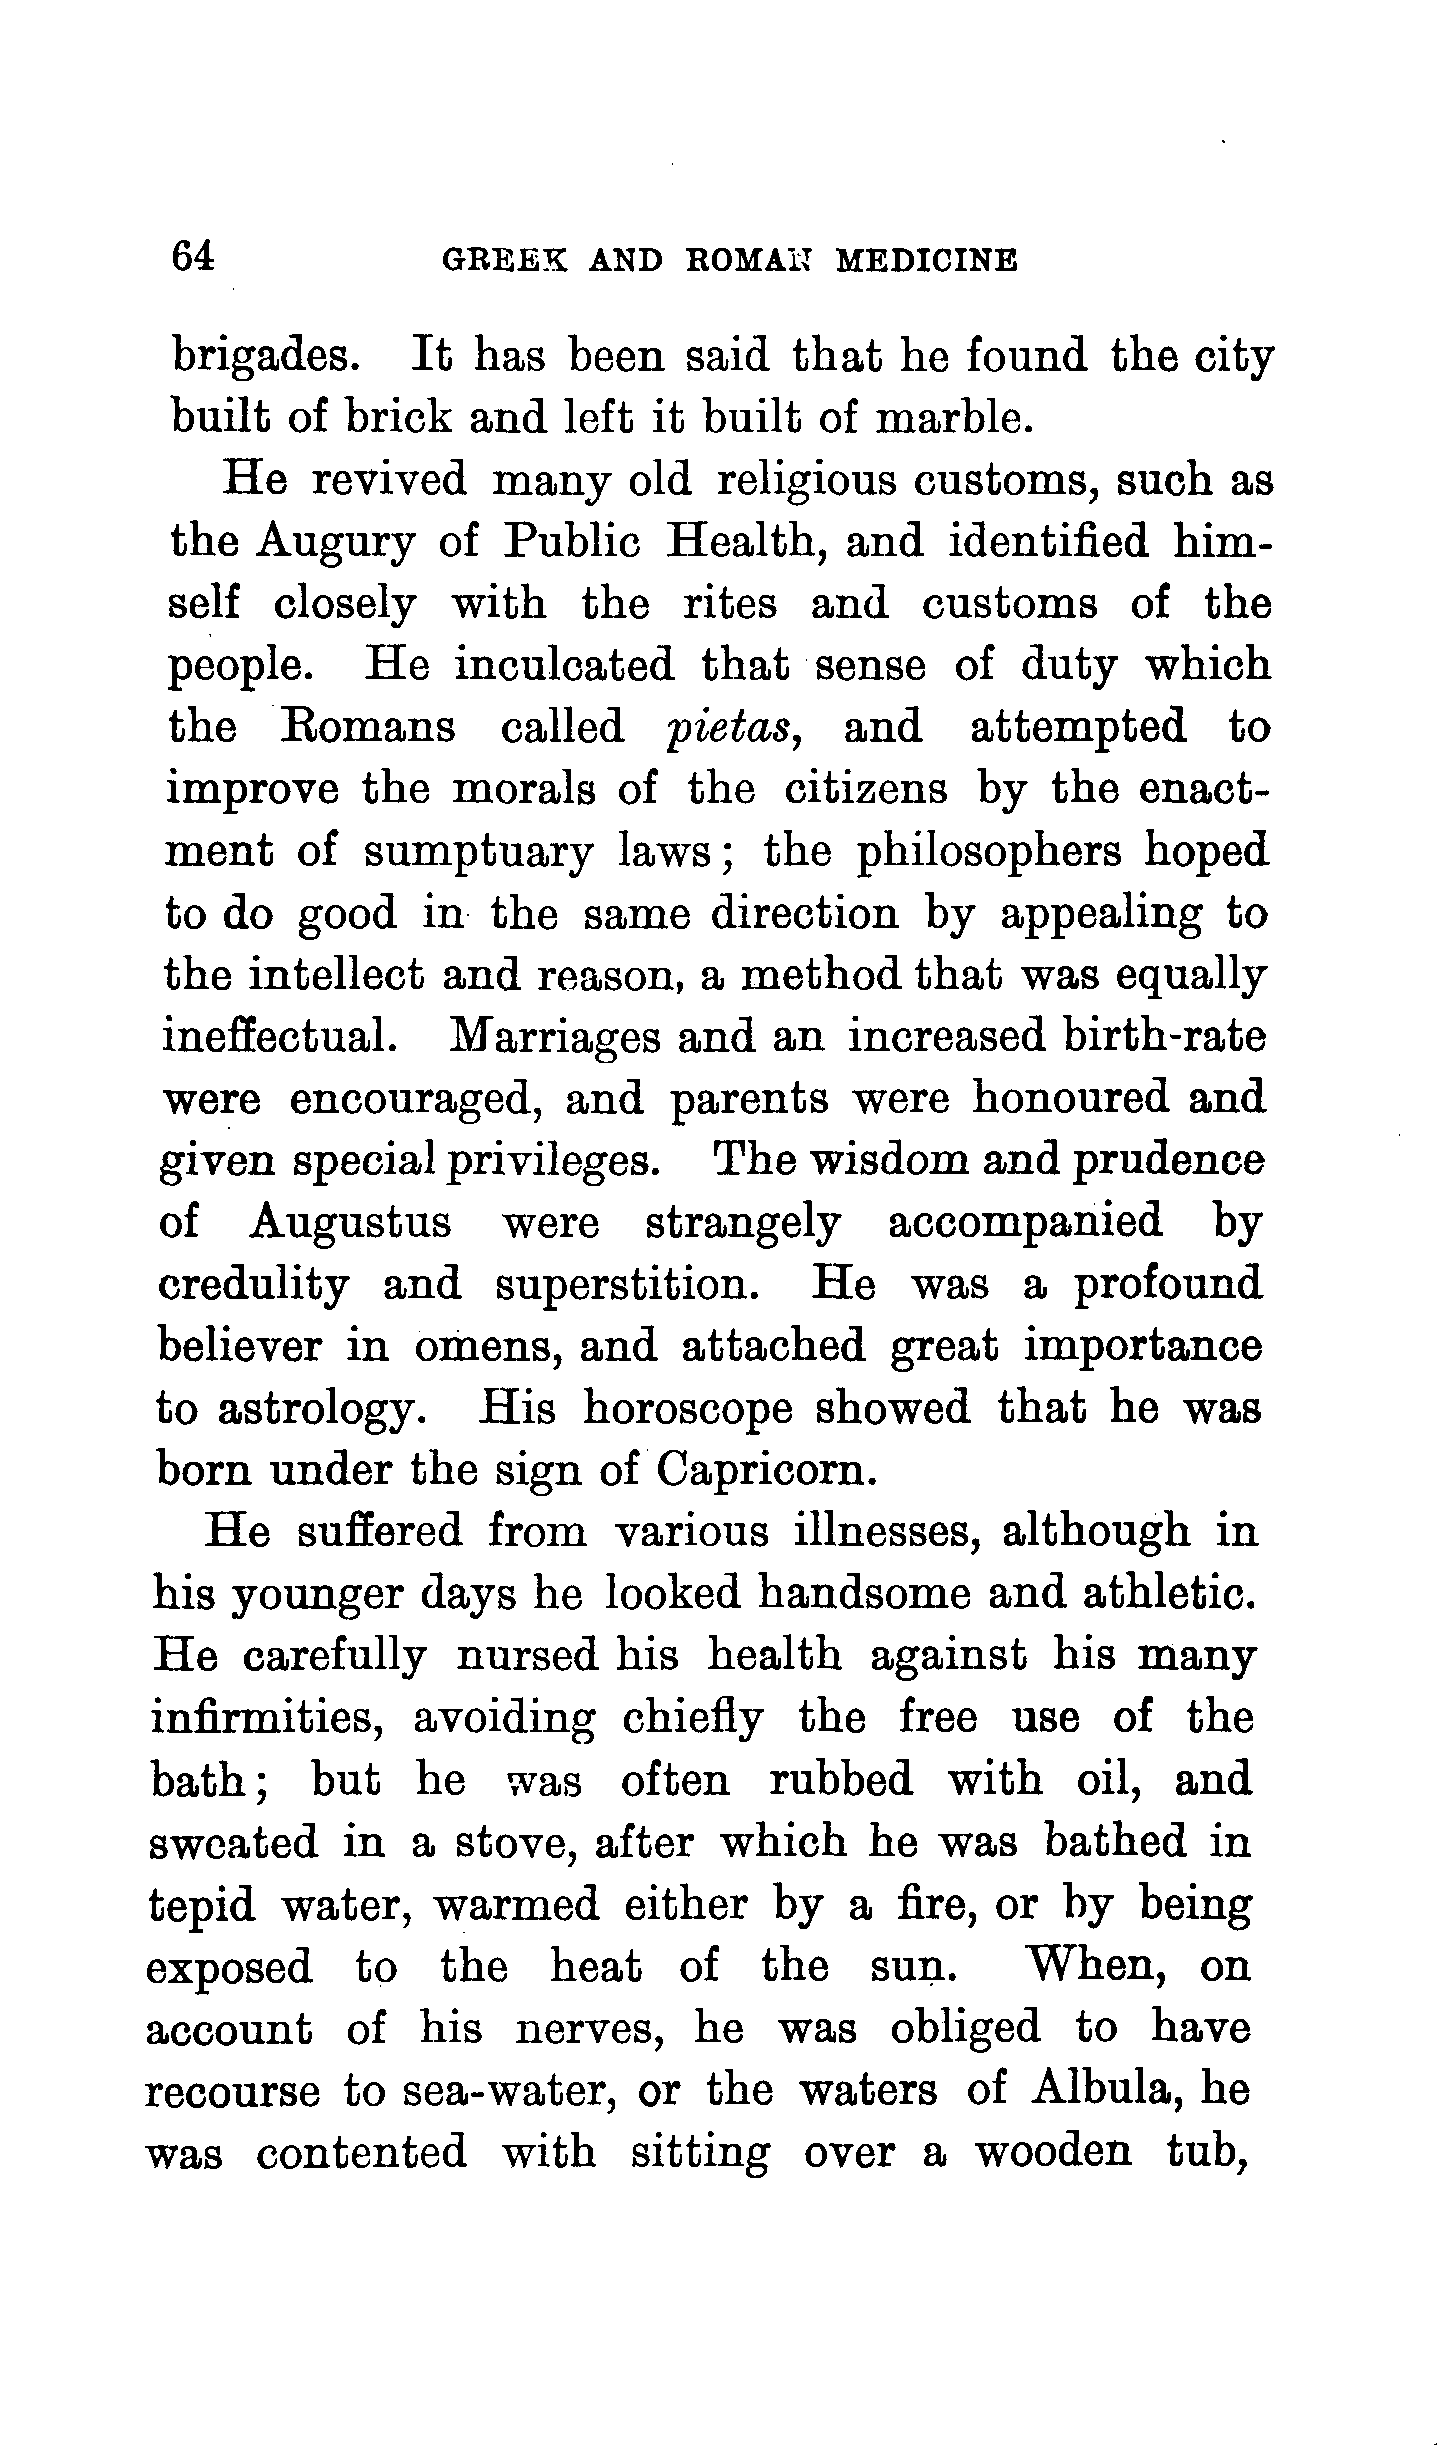 64 GREEK AND ROMAN MEDICINE
brigades. It has been said that he found the city
built of brick and left it built of marble.
He revived many old religious customs, such as
the Augury of Public Health, and identified him-
self closely with the rites and customs of the
people. He inculcated that sense of duty which
the Romans called pietas, and attempted to
improve the morals of the citizens by the enact-
ment of sumptuary laws; the philosophers hoped
to do good in the same direction by appealing to
the intellect and reason, a method that was equally
ineffectual. Marriages and an increased birth-rate
were encouraged, and parents were honoured and
given special privileges. The wisdom and prudence
of Augustus were strangely accompanied by
credulity and superstition. He was a profound
believer in omens, and attached great importance
to astrology. His horoscope showed that he was
born under the sign of Capricorn.
He suffered from various illnesses, although in
his younger days he looked handsome and athletic.
He carefully nursed his health against his many
infirmities, avoiding chiefly the free use of the
bath; but he was often rubbed with oil, and
sweated in a stove, after which he was bathed in
tepid water, warmed either by a fire, or by being
exposed to the heat of the sun. When, on
account of his nerves, he was obliged to have
recourse to sea-water, or the waters of Albula, he
was contented with sitting over a wooden tub,